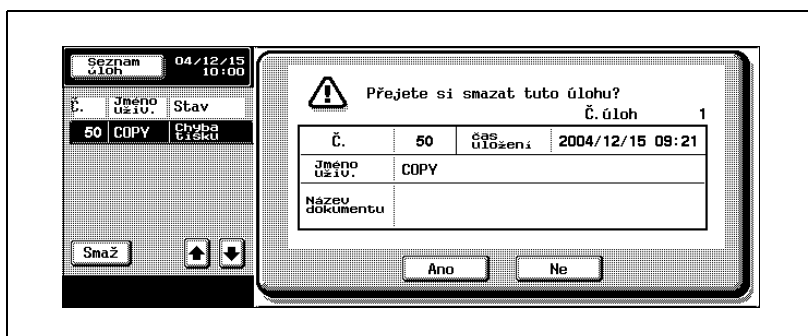 Seznam
úloh
04/12/15
10:00
Č. Jméno
uživ. Stav
50 COPY Chyba
tisku
Smaž
Přejete si smazat tuto úlohu?
Č. úloh 1
Č. 50 čas
uložení 2004/12/15 09:21
Jméno
uživ. COPY
Název
dokumentu
Ano Ne